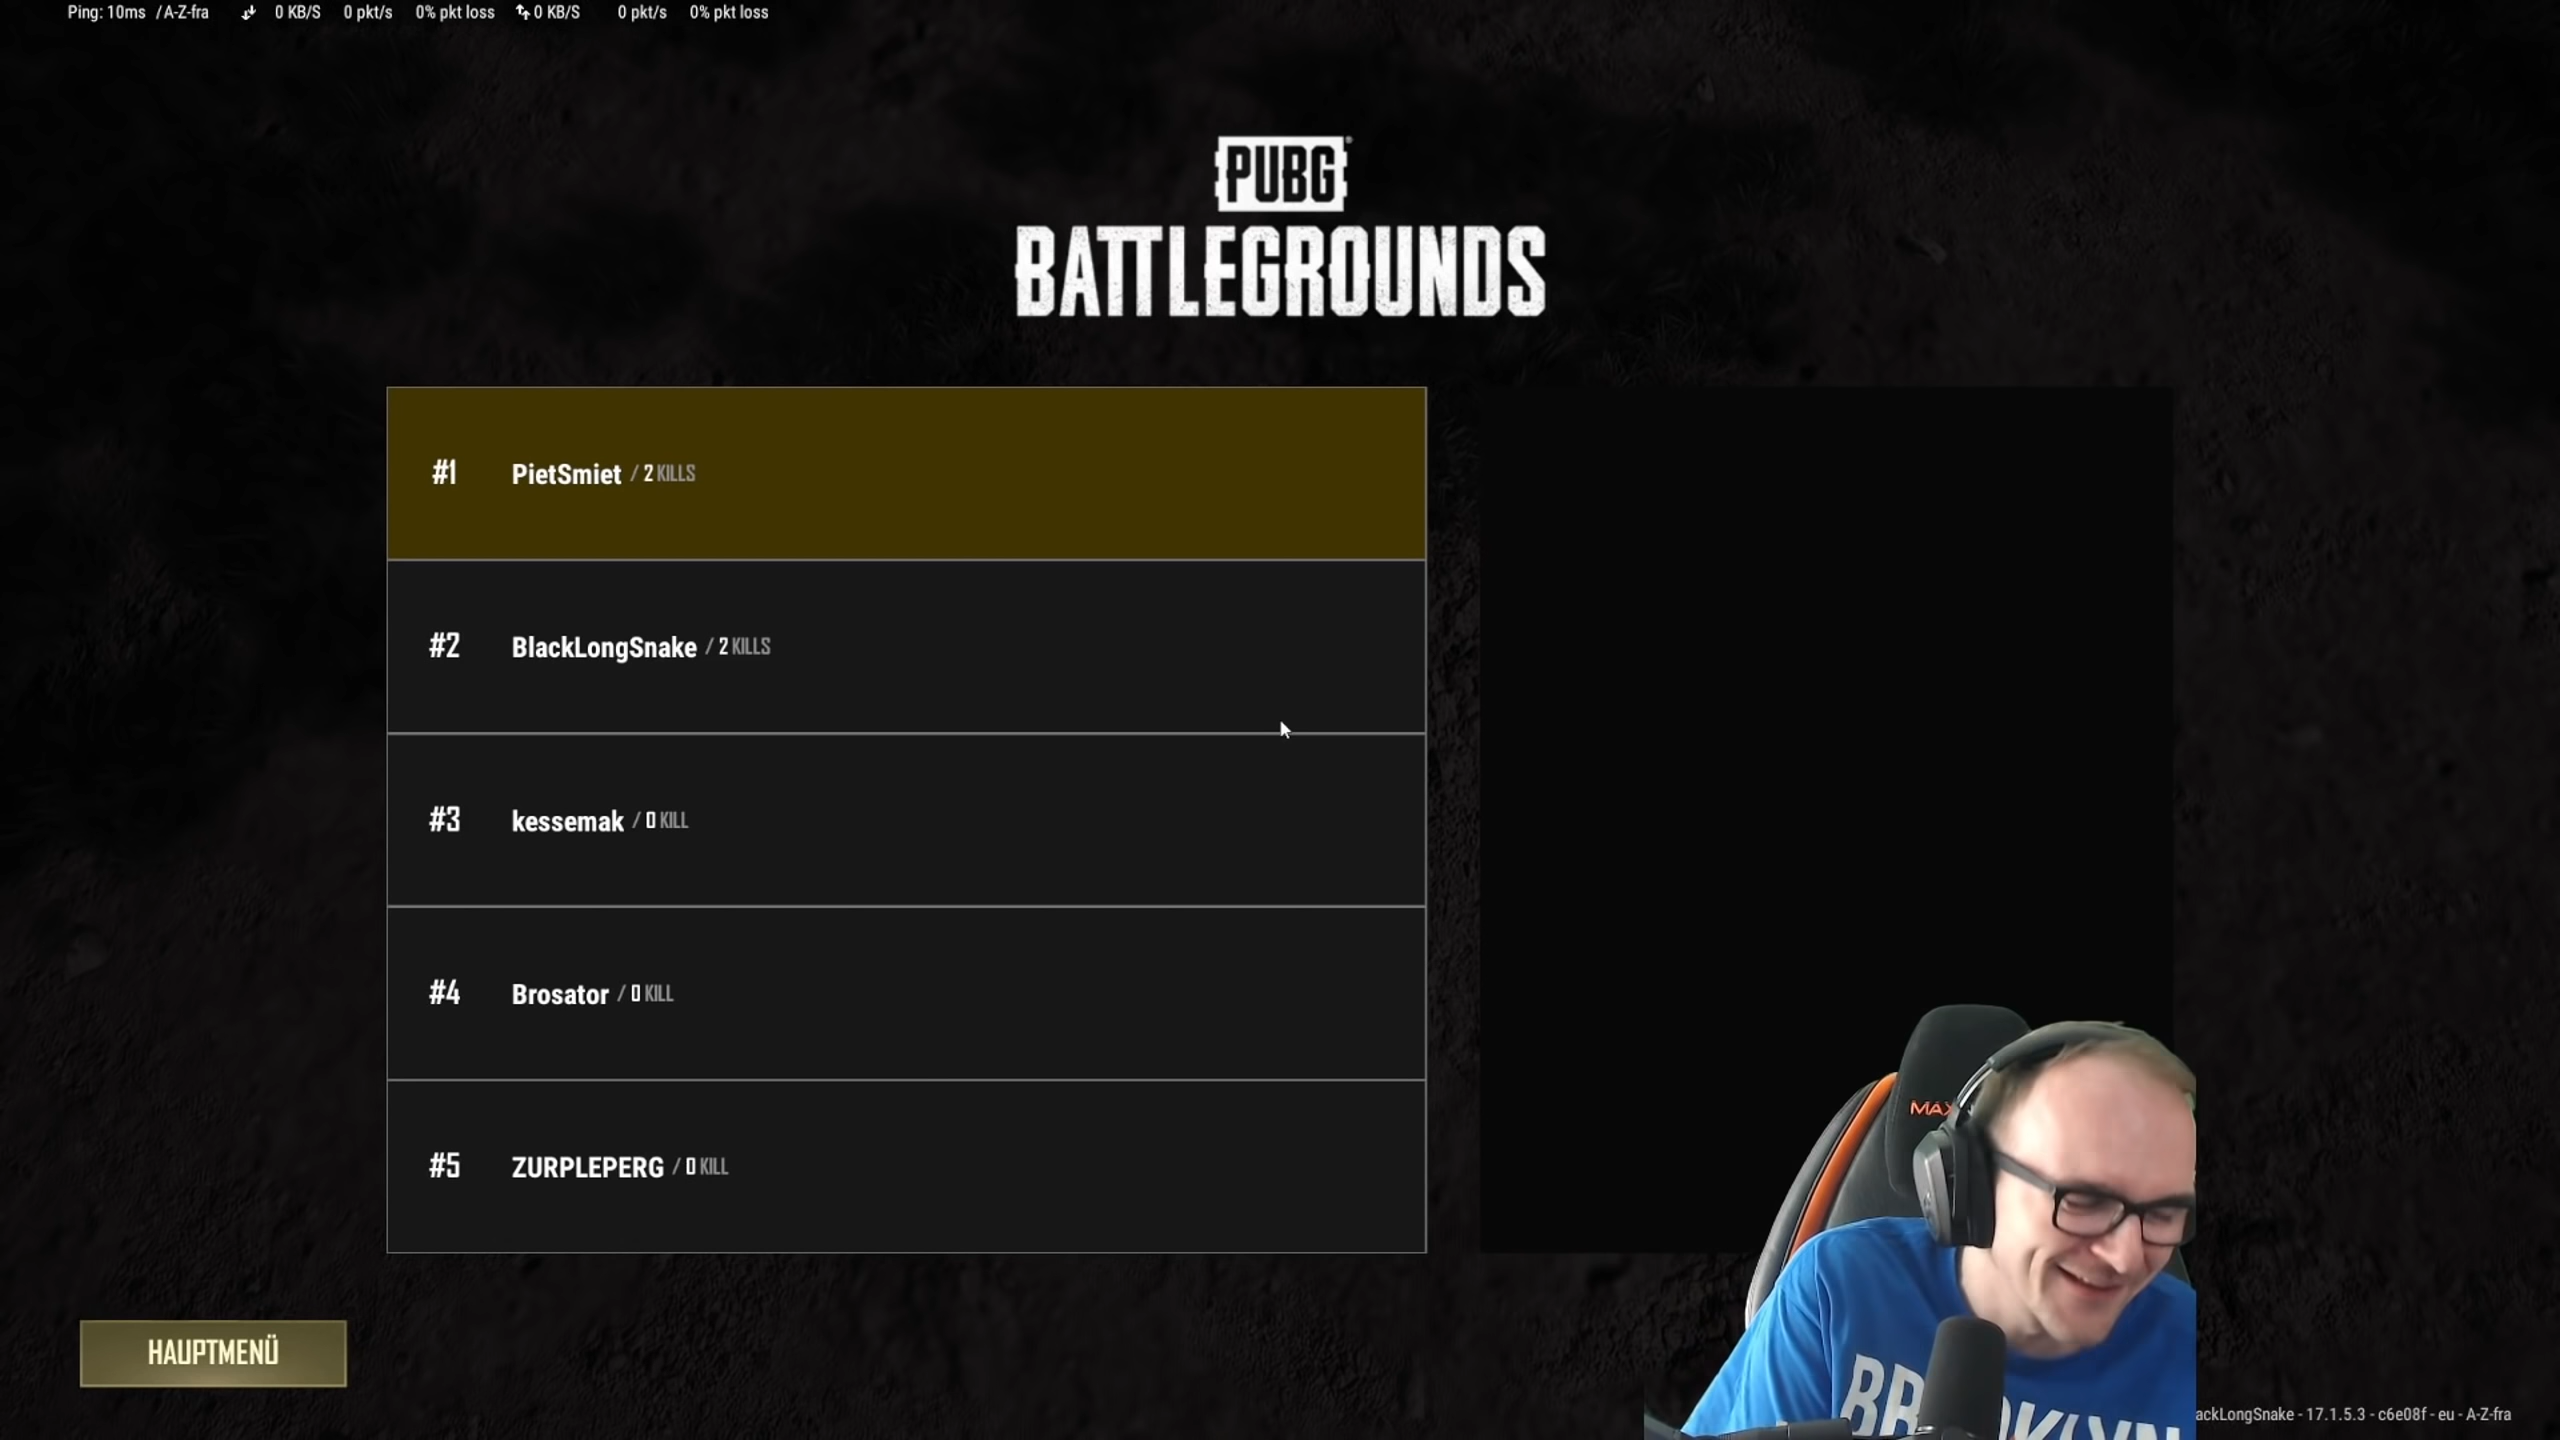 Ping: 10ms / A-Z-fra 0 KB/S 0 pkt/s 0% pkt loss 0 KB/S 0 pkt/s 0% pkt loss
PUBG
BATTLEGROUNDS
#1 PietSmiet / 2 KILLS
#2 BlackLongSnake / 2 KILLS
#3 kessemak / 0 KILL
#4 Brosator / 0 KILL
#5 ZURPLEPERG / 0 KILL
MAX
HAUPTMENÜ
ackLongSnake - 17.1.5.3 - c6e08f - eu - A-Z-fra